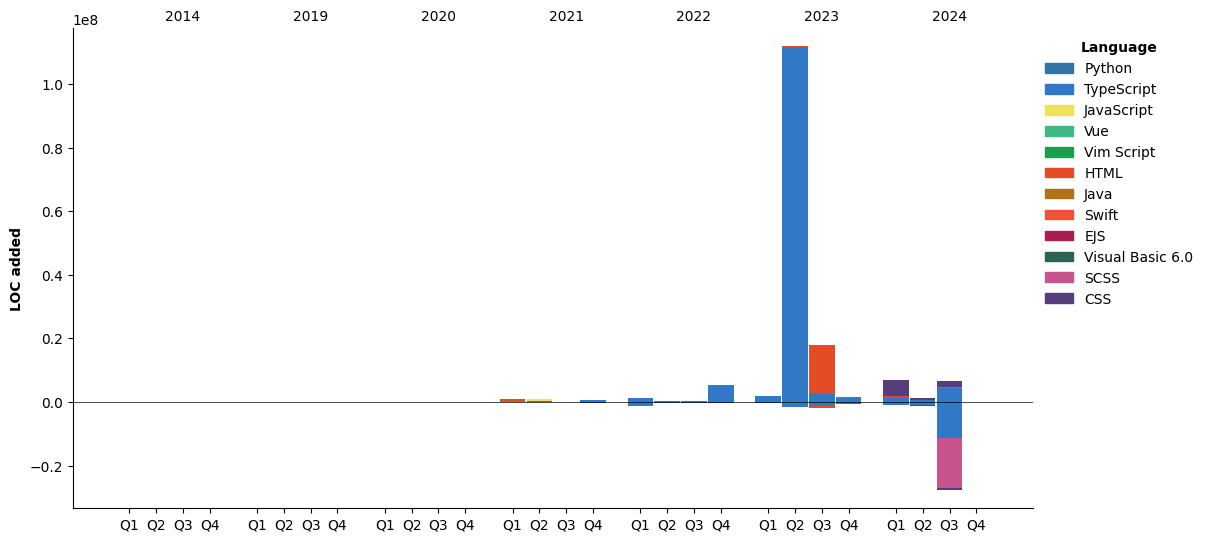 1e8
2014 2019 2020 2021 2022 2023 2024
Language
Python
TypeScript
JavaScript
Vue
Vim Script
HTML
Java
Swift
EJS
Visual Basic 6.0
SCSS
CSS
LOC added
1.0
0.8
0.6
0.4
0.2
0.0
−0.2
Q1 Q2 Q3 Q4 Q1 Q2 Q3 Q4 Q1 Q2 Q3 Q4 Q1 Q2 Q3 Q4 Q1 Q2 Q3 Q4 Q1 Q2 Q3 Q4 Q1 Q2 Q3 Q4